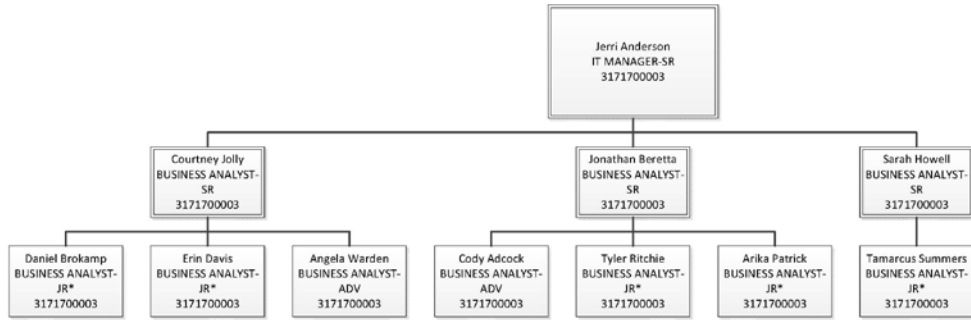 Jerri Anderson
IT MANAGER-SR
3171700003
Courtney Jolly
BUSINESS ANALYST-
SR
3171700003
Jonathan Beretta
BUSINESS ANALYST-
SR
3171700003
Sarah Howell
BUSINESS ANALYST-
SR
3171700003
Daniel Brokamp
BUSINESS ANALYST-
JR*
3171700003
Erin Davis
BUSINESS ANALYST-
JR*
3171700003
Angela Warden
BUSINESS ANALYST-
ADV
3171700003
Cody Adcock
BUSINESS ANALYST-
ADV
3171700003
Tyler Ritchie
BUSINESS ANALYST-
JR*
3171700003
Arika Patrick
BUSINESS ANALYST-
JR*
3171700003
Tamarcus Summers
BUSINESS ANALYST-
JR*
3171700003